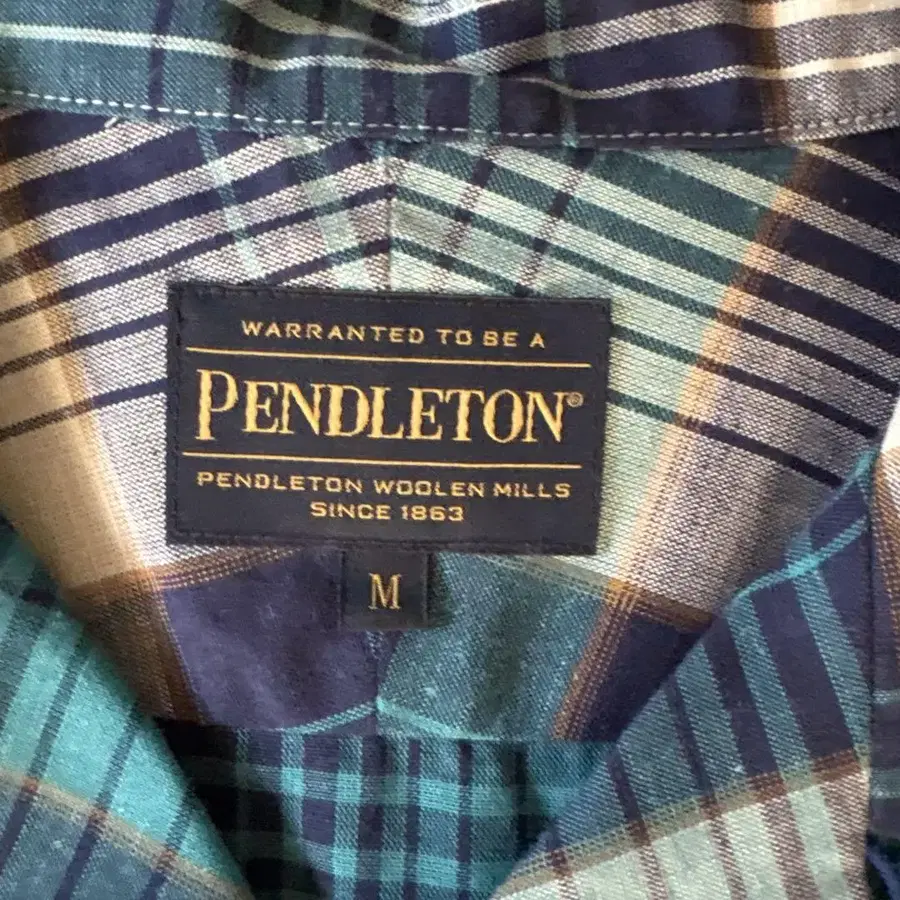 WARRANTED TO BE A
PENDLETON®
PENDLETON WOOLEN MILLS
SINCE 1863
M